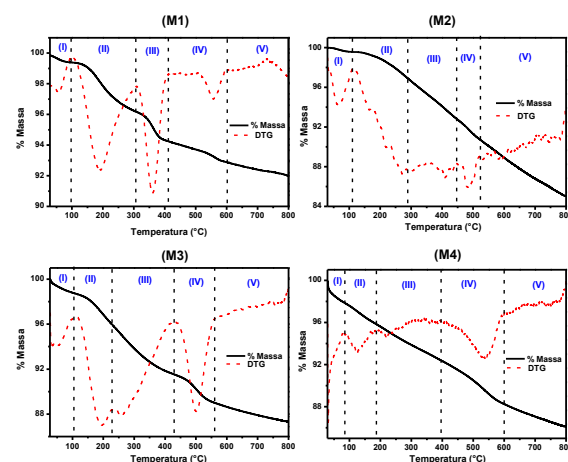 (M1)
(I) (II) (III) (IV) (V)
100
98
96
94
92
90
% Massa
% Massa
DTG
100 200 300 400 500 600 700 800
Temperatura (°C)
(M2)
(I) (II) (III) (IV) (V)
100
96
92
88
84
% Massa
% Massa
DTG
100 200 300 400 500 600 700 800
Temperatura (°C)
(M3)
(I) (II) (III) (IV) (V)
100
96
92
88
% Massa
% Massa
DTG
100 200 300 400 500 600 700 800
Temperatura (°C)
(M4)
(I) (II) (III) (IV) (V)
100
96
92
88
% Massa
% Massa
DTG
100 200 300 400 500 600 700 800
Temperatura (°C)